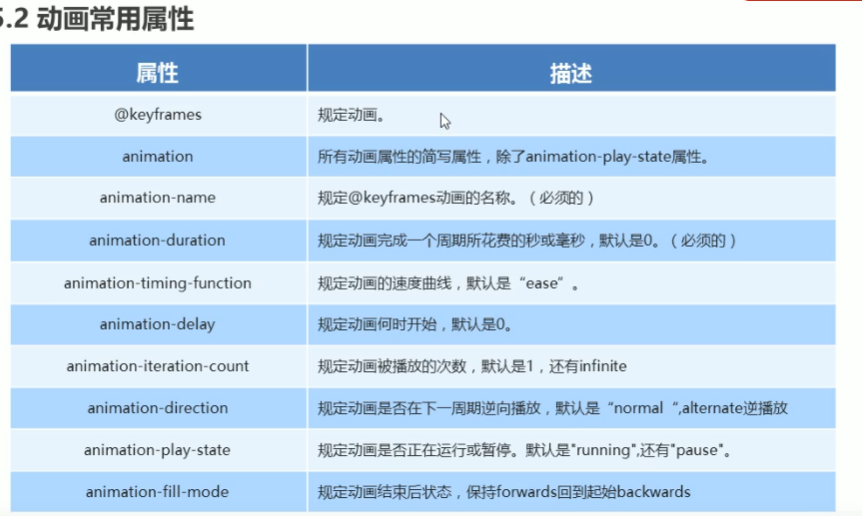 5.2 动画常用属性
属性 描述
@keyframes 规定动画。
animation 所有动画属性的简写属性，除了animation-play-state属性。
animation-name 规定@keyframes动画的名称。（必须的）
animation-duration 规定动画完成一个周期所花费的秒或毫秒，默认是0。（必须的）
animation-timing-function 规定动画的速度曲线，默认是“ease”。
animation-delay 规定动画何时开始，默认是0。
animation-iteration-count 规定动画被播放的次数，默认是1，还有infinite
animation-direction 规定动画是否在下一周期逆向播放，默认是“normal “,alternate逆播放
animation-play-state 规定动画是否正在运行或暂停。默认是"running",还有"pause"。
animation-fill-mode 规定动画结束后状态，保持forwards回到起始backwards